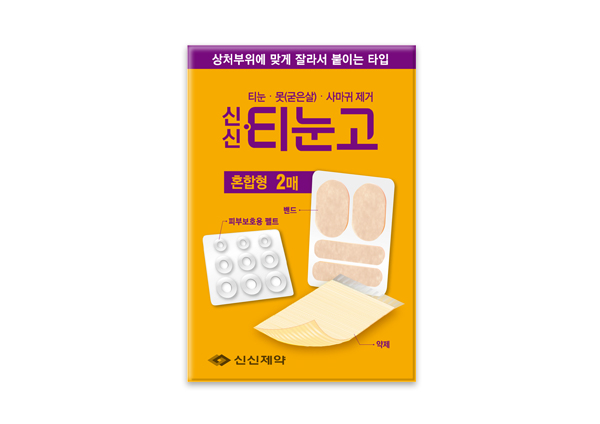 상처부위에 맞게 잘라서 붙이는 타입
티눈 · 못(굳은살) · 사마귀 제거
신신·티눈고
혼합형 2매
밴드
피부보호용 펠트
약제
신신제약